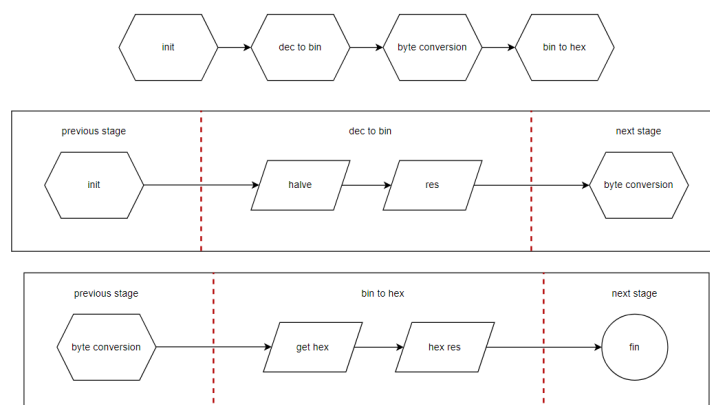 init
dec to bin
byte conversion
bin to hex
previous stage
dec to bin
next stage
init
halve
res
byte conversion
previous stage
bin to hex
next stage
byte conversion
get hex
hex res
fin